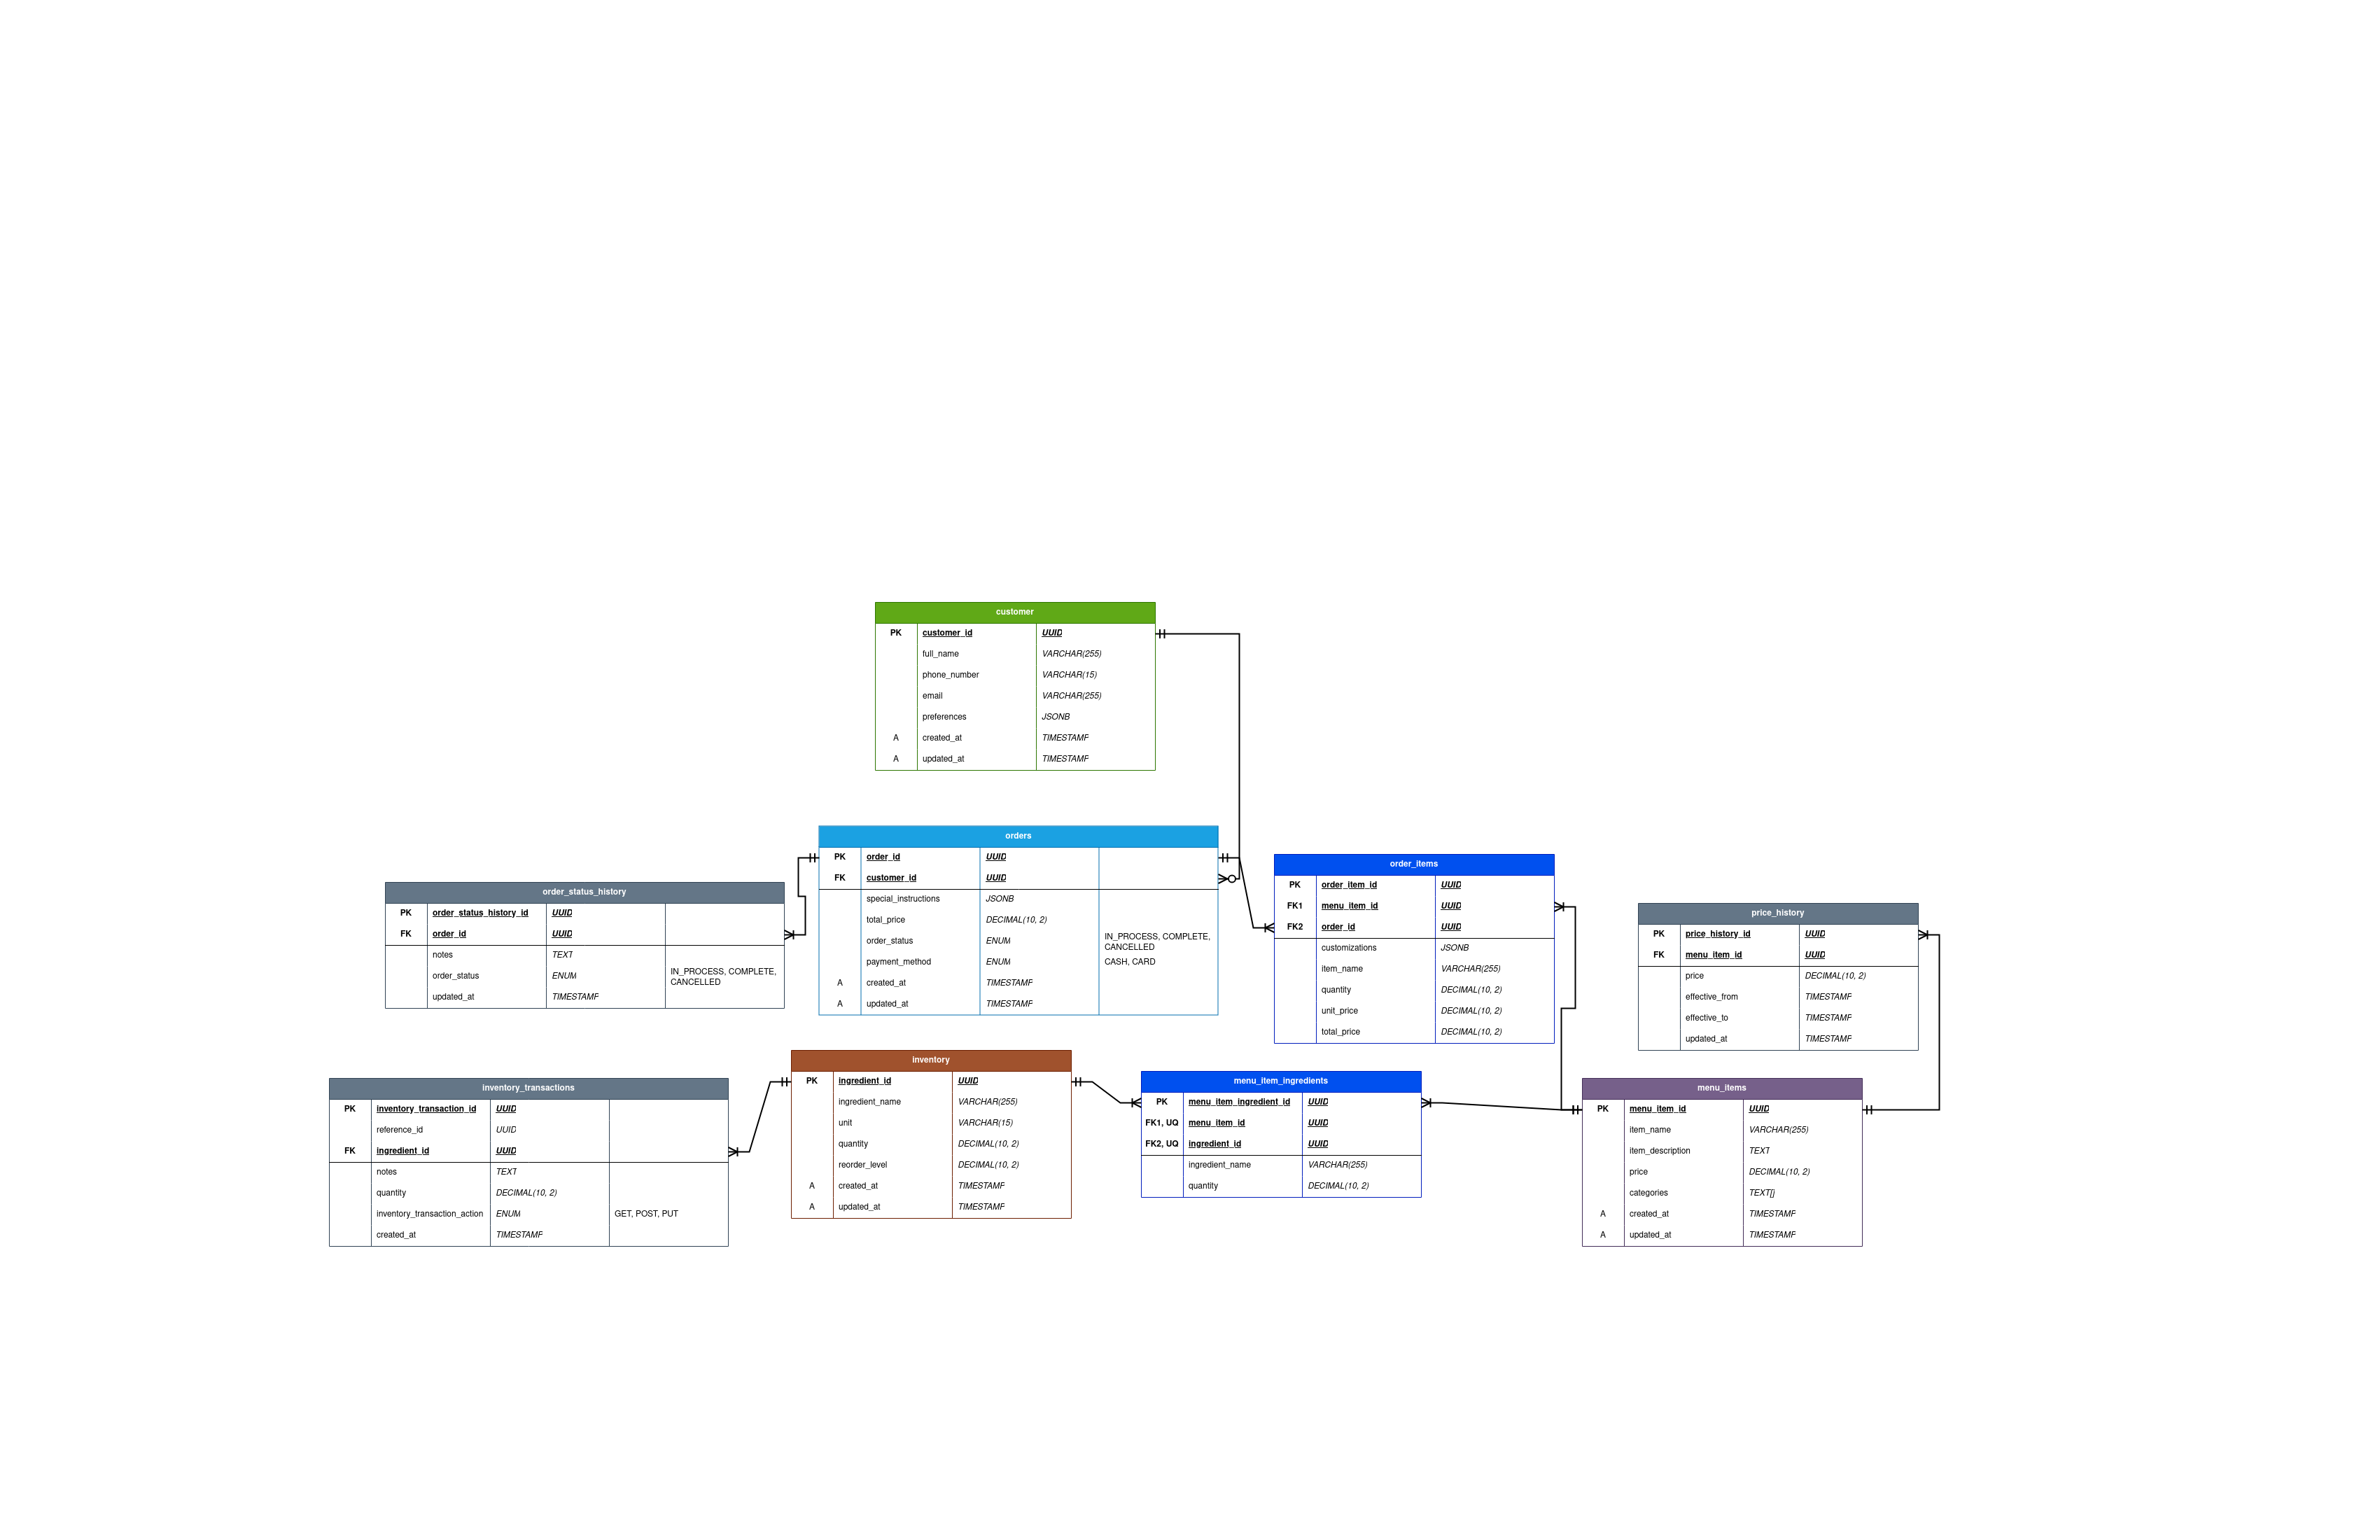 customer
PK customer_id UUID
full_name VARCHAR(255)
phone_number VARCHAR(15)
email VARCHAR(255)
preferences JSONB
A created_at TIMESTAMP
A updated_at TIMESTAMP
orders
PK order_id UUID
FK customer_id UUID
special_instructions JSONB
total_price DECIMAL(10, 2)
order_status ENUM IN_PROCESS, COMPLETE,
CANCELLED
payment_method ENUM CASH, CARD
A created_at TIMESTAMP
A updated_at TIMESTAMP
order_items
PK order_item_id UUID
FK1 menu_item_id UUID
FK2 order_id UUID
customizations JSONB
item_name VARCHAR(255)
quantity DECIMAL(10, 2)
unit_price DECIMAL(10, 2)
total_price DECIMAL(10, 2)
order_status_history
PK order_status_history_id UUID
FK order_id UUID
notes TEXT
order_status ENUM IN_PROCESS, COMPLETE,
CANCELLED
updated_at TIMESTAMP
price_history
PK price_history_id UUID
FK menu_item_id UUID
price DECIMAL(10, 2)
effective_from TIMESTAMP
effective_to TIMESTAMP
updated_at TIMESTAMP
inventory
PK ingredient_id UUID
ingredient_name VARCHAR(255)
unit VARCHAR(15)
quantity DECIMAL(10, 2)
reorder_level DECIMAL(10, 2)
A created_at TIMESTAMP
A updated_at TIMESTAMP
menu_item_ingredients
PK menu_item_ingredient_id UUID
FK1, UQ menu_item_id UUID
FK2, UQ ingredient_id UUID
ingredient_name VARCHAR(255)
quantity DECIMAL(10, 2)
inventory_transactions
PK inventory_transaction_id UUID
reference_id UUID
FK ingredient_id UUID
notes TEXT
quantity DECIMAL(10, 2)
inventory_transaction_action ENUM GET, POST, PUT
created_at TIMESTAMP
menu_items
PK menu_item_id UUID
item_name VARCHAR(255)
item_description TEXT
price DECIMAL(10, 2)
categories TEXT[]
A created_at TIMESTAMP
A updated_at TIMESTAMP